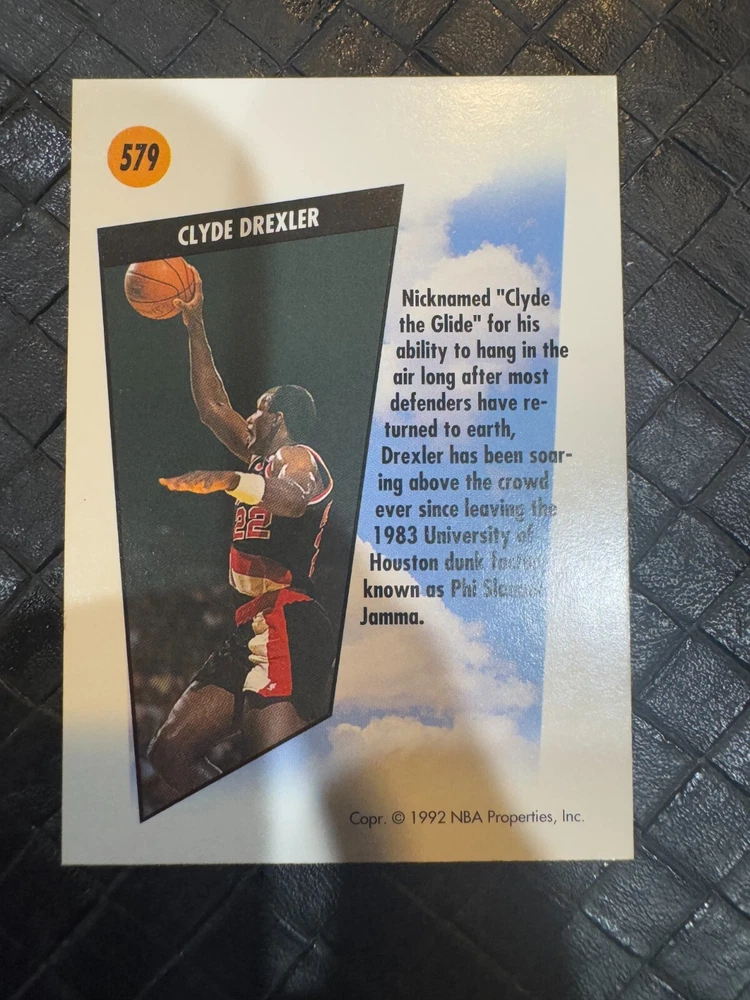 579
CLYDE DREXLER
22
Nicknamed "Clyde
the Glide" for his
ability to hang in the
air long after most
defenders have re-
turned to earth,
Drexler has been soar-
ing above the crowd
ever since leaving the
1983 University of
Houston dunk factory
known as Phi Slamma
Jamma.
Copr. © 1992 NBA Properties, Inc.